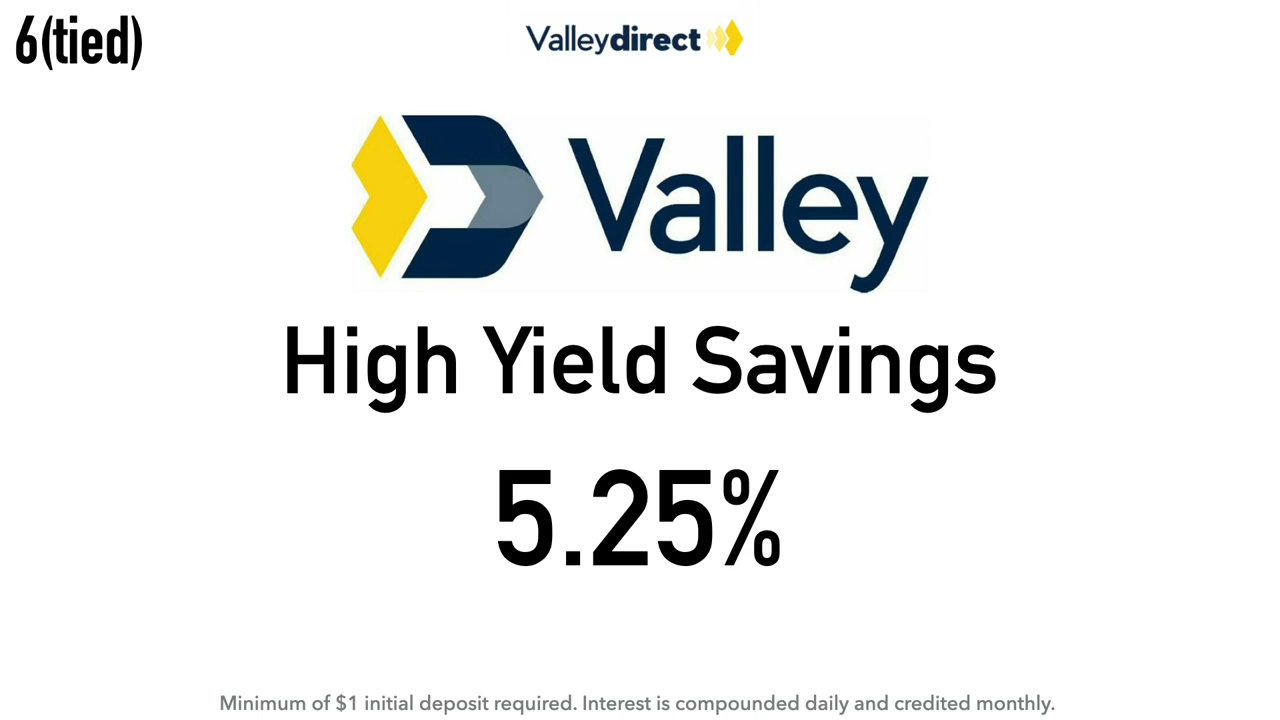 6(tied)
Valleydirect
Valley
High Yield Savings
5.25%
Minimum of $1 initial deposit required. Interest is compounded daily and credited monthly.